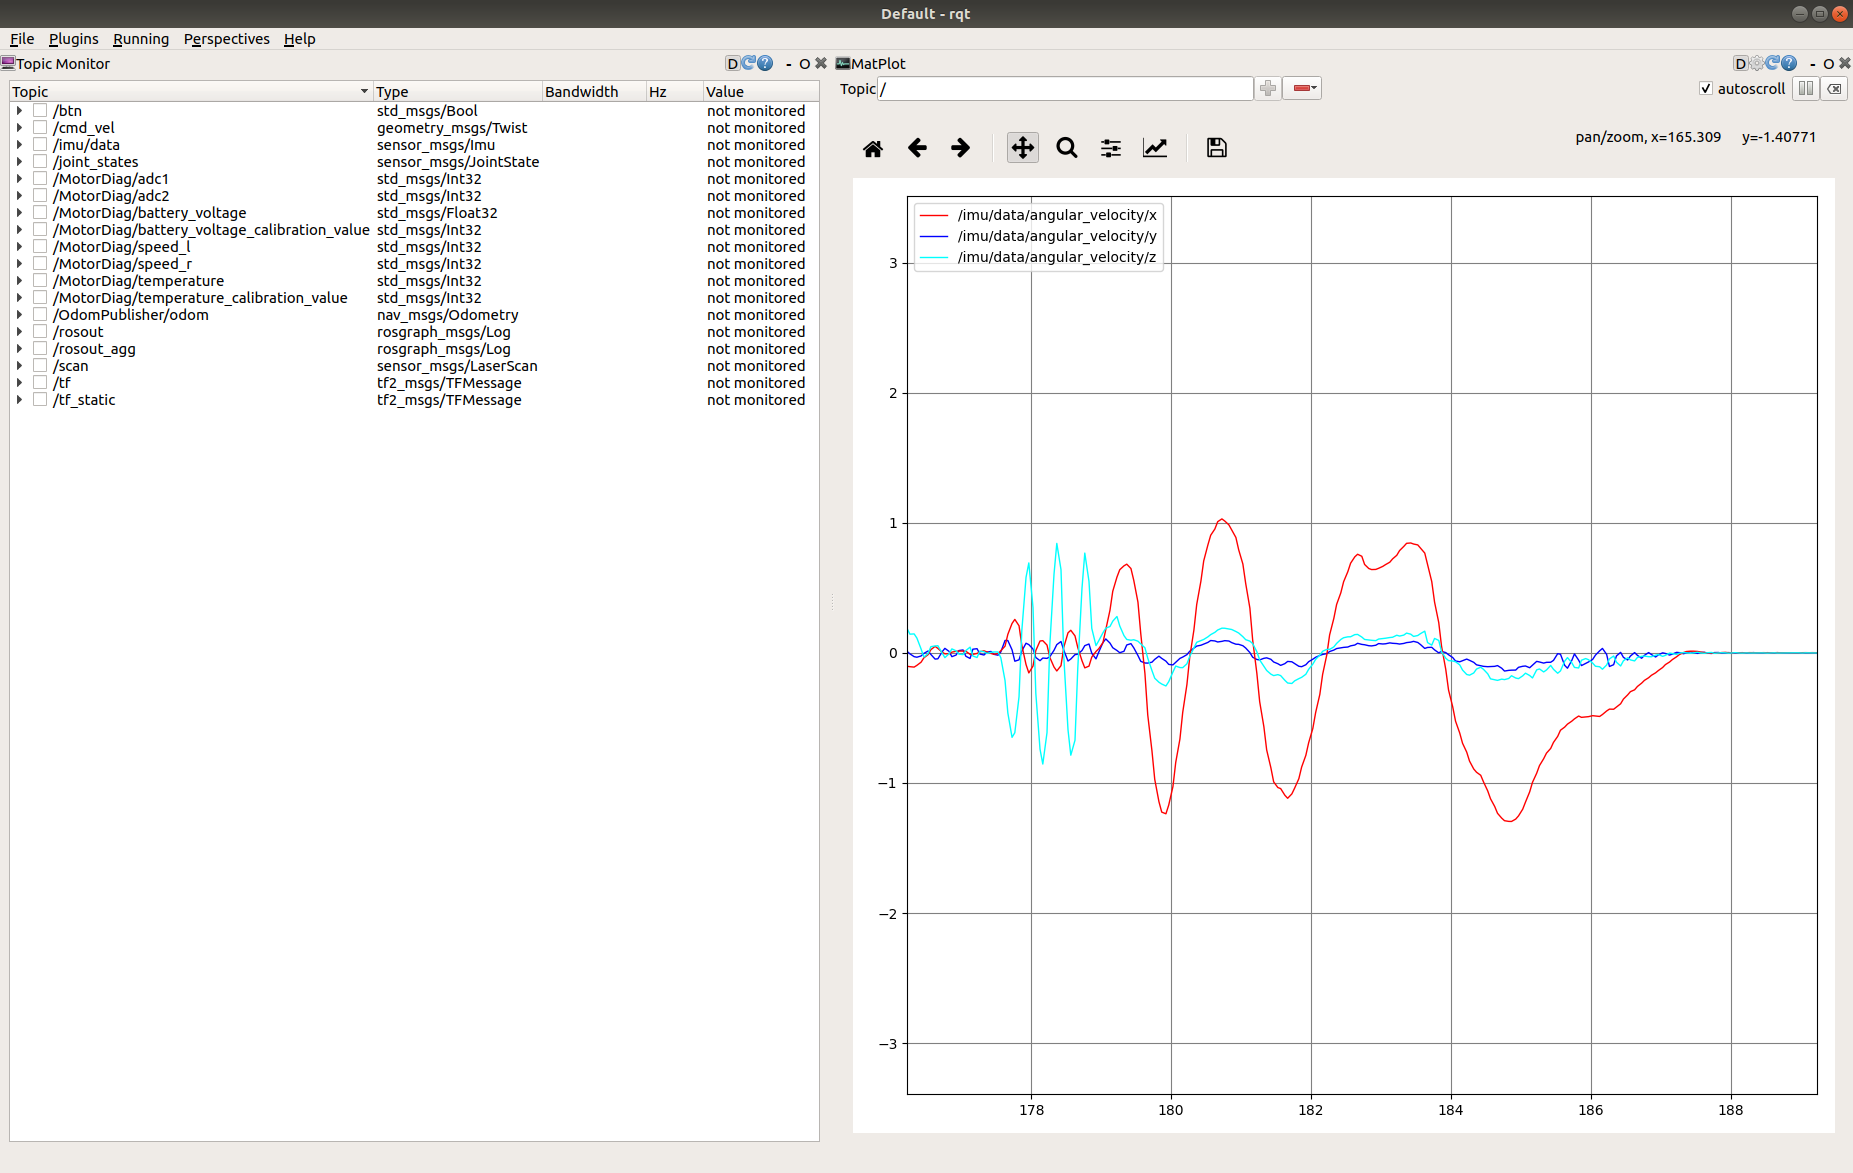 Default - rqt
File Plugins Running Perspectives Help
Topic Monitor
D ? - O
MatPlot
D ? - O
Topic Type Bandwidth Hz Value
/btn std_msgs/Bool not monitored
/cmd_vel geometry_msgs/Twist not monitored
/imu/data sensor_msgs/Imu not monitored
/joint_states sensor_msgs/JointState not monitored
/MotorDiag/adc1 std_msgs/Int32 not monitored
/MotorDiag/adc2 std_msgs/Int32 not monitored
/MotorDiag/battery_voltage std_msgs/Float32 not monitored
/MotorDiag/battery_voltage_calibration_value std_msgs/Int32 not monitored
/MotorDiag/speed_l std_msgs/Int32 not monitored
/MotorDiag/speed_r std_msgs/Int32 not monitored
/MotorDiag/temperature std_msgs/Int32 not monitored
/MotorDiag/temperature_calibration_value std_msgs/Int32 not monitored
/OdomPublisher/odom nav_msgs/Odometry not monitored
/rosout rosgraph_msgs/Log not monitored
/rosout_agg rosgraph_msgs/Log not monitored
/scan sensor_msgs/LaserScan not monitored
/tf tf2_msgs/TFMessage not monitored
/tf_static tf2_msgs/TFMessage not monitored
Topic /
autoscroll
pan/zoom, x=165.309 y=-1.40771
/imu/data/angular_velocity/x
/imu/data/angular_velocity/y
/imu/data/angular_velocity/z
3
2
1
0
−1
−2
−3
178 180 182 184 186 188